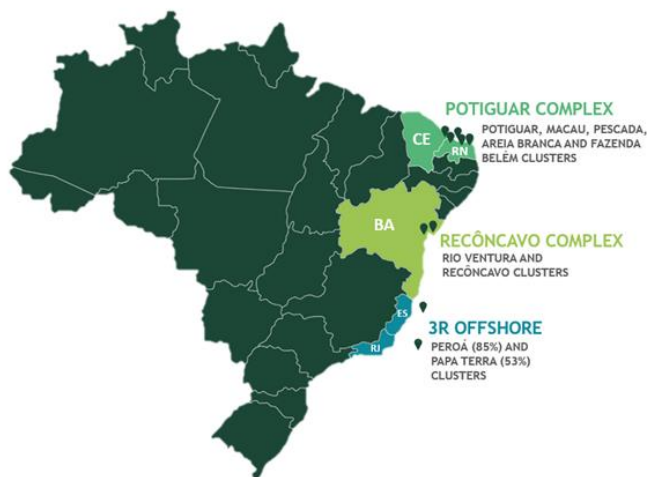 POTIGUAR COMPLEX
POTIGUAR, MACAU, PESCADA,
AREIA BRANCA AND FAZENDA
BELÉM CLUSTERS
CE
RN
BA
RECÔNCAVO COMPLEX
RIO VENTURA AND
RECÔNCAVO CLUSTERS
ES
RJ
3R OFFSHORE
PEROÁ (85%) AND
PAPA TERRA (53%)
CLUSTERS